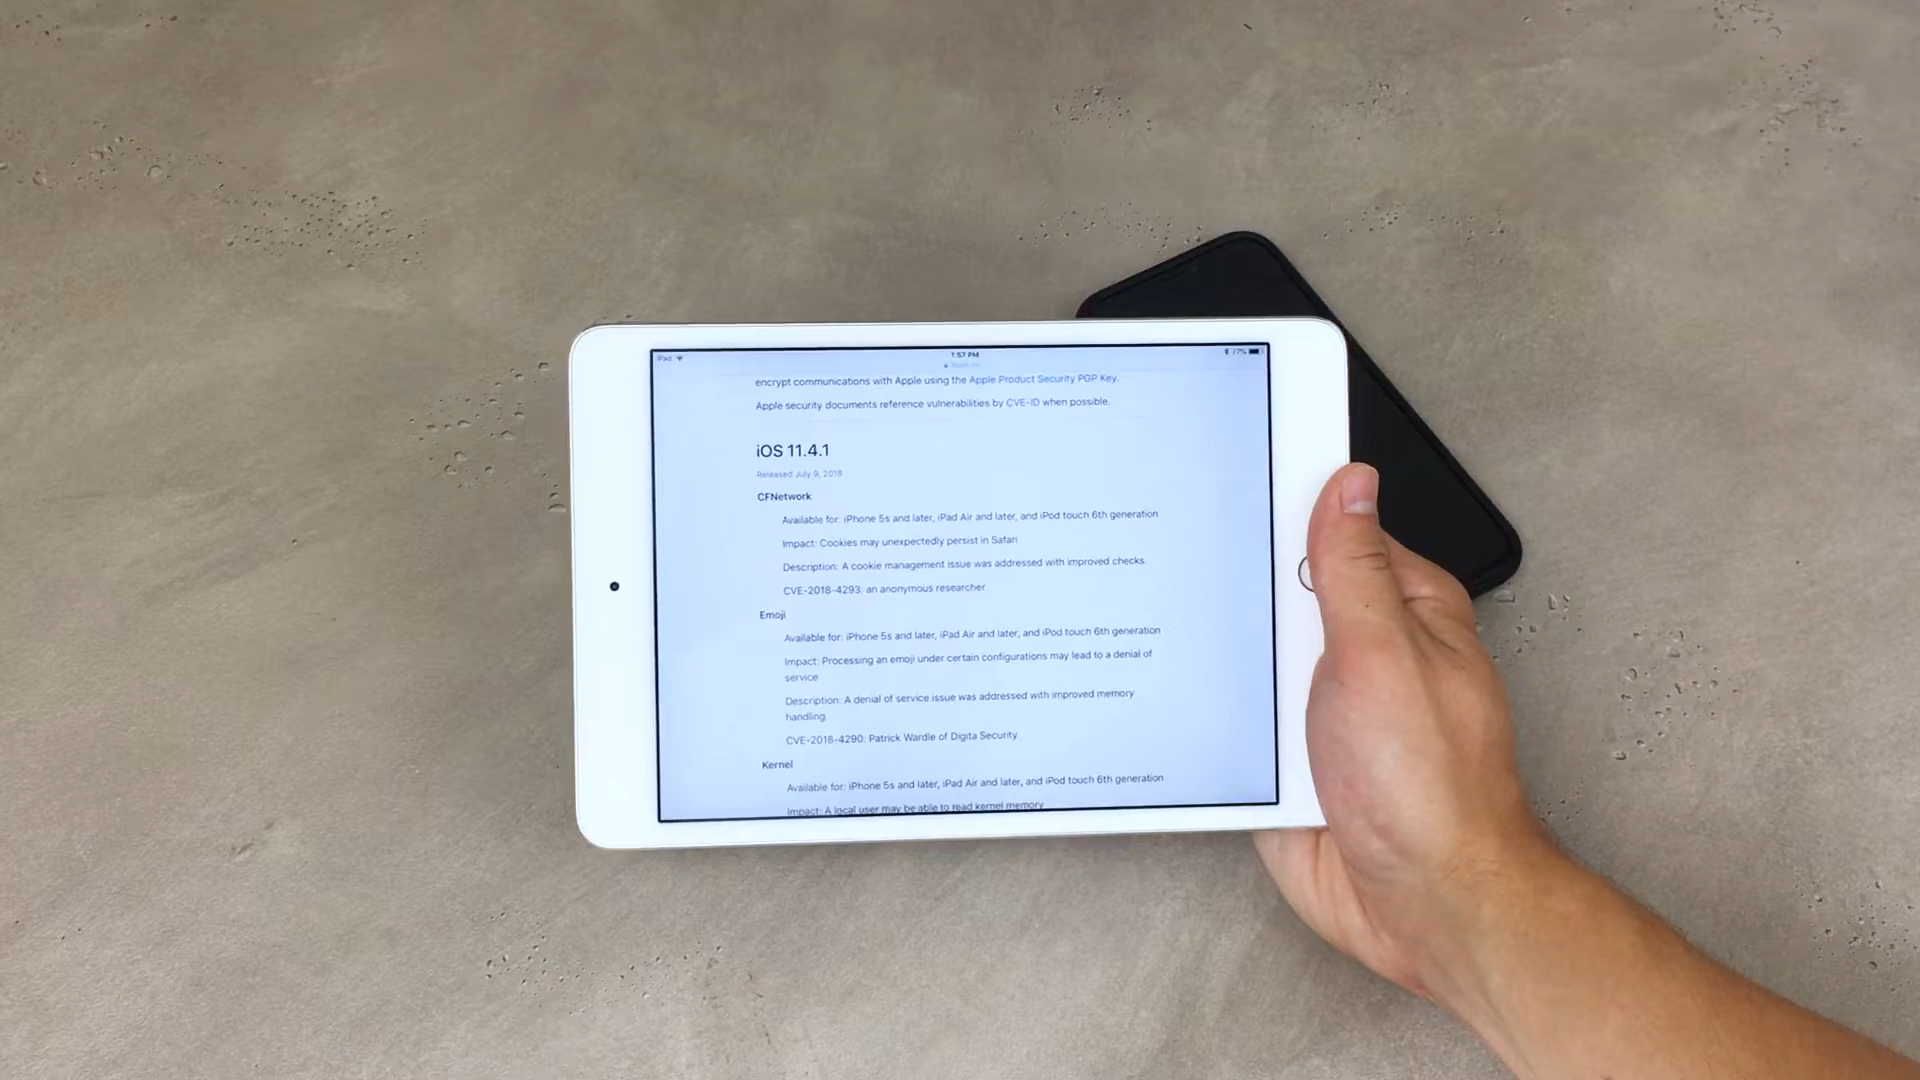 iPad
1:57 PM
77%
encrypt communications with Apple using the Apple Product Security PGP Key.
Apple security documents reference vulnerabilities by CVE-ID when possible.
iOS 11.4.1
Released July 9, 2018
CFNetwork
Available for: iPhone 5s and later, iPad Air and later, and iPod touch 6th generation
Impact: Cookies may unexpectedly persist in Safari
Description: A cookie management issue was addressed with improved checks.
CVE-2018-4293: an anonymous researcher
Emoji
Available for: iPhone 5s and later, iPad Air and later, and iPod touch 6th generation
Impact: Processing an emoji under certain configurations may lead to a denial of
service
Description: A denial of service issue was addressed with improved memory
handling.
CVE-2018-4290: Patrick Wardle of Digita Security
Kernel
Available for: iPhone 5s and later, iPad Air and later, and iPod touch 6th generation
Impact: A local user may be able to read kernel memory